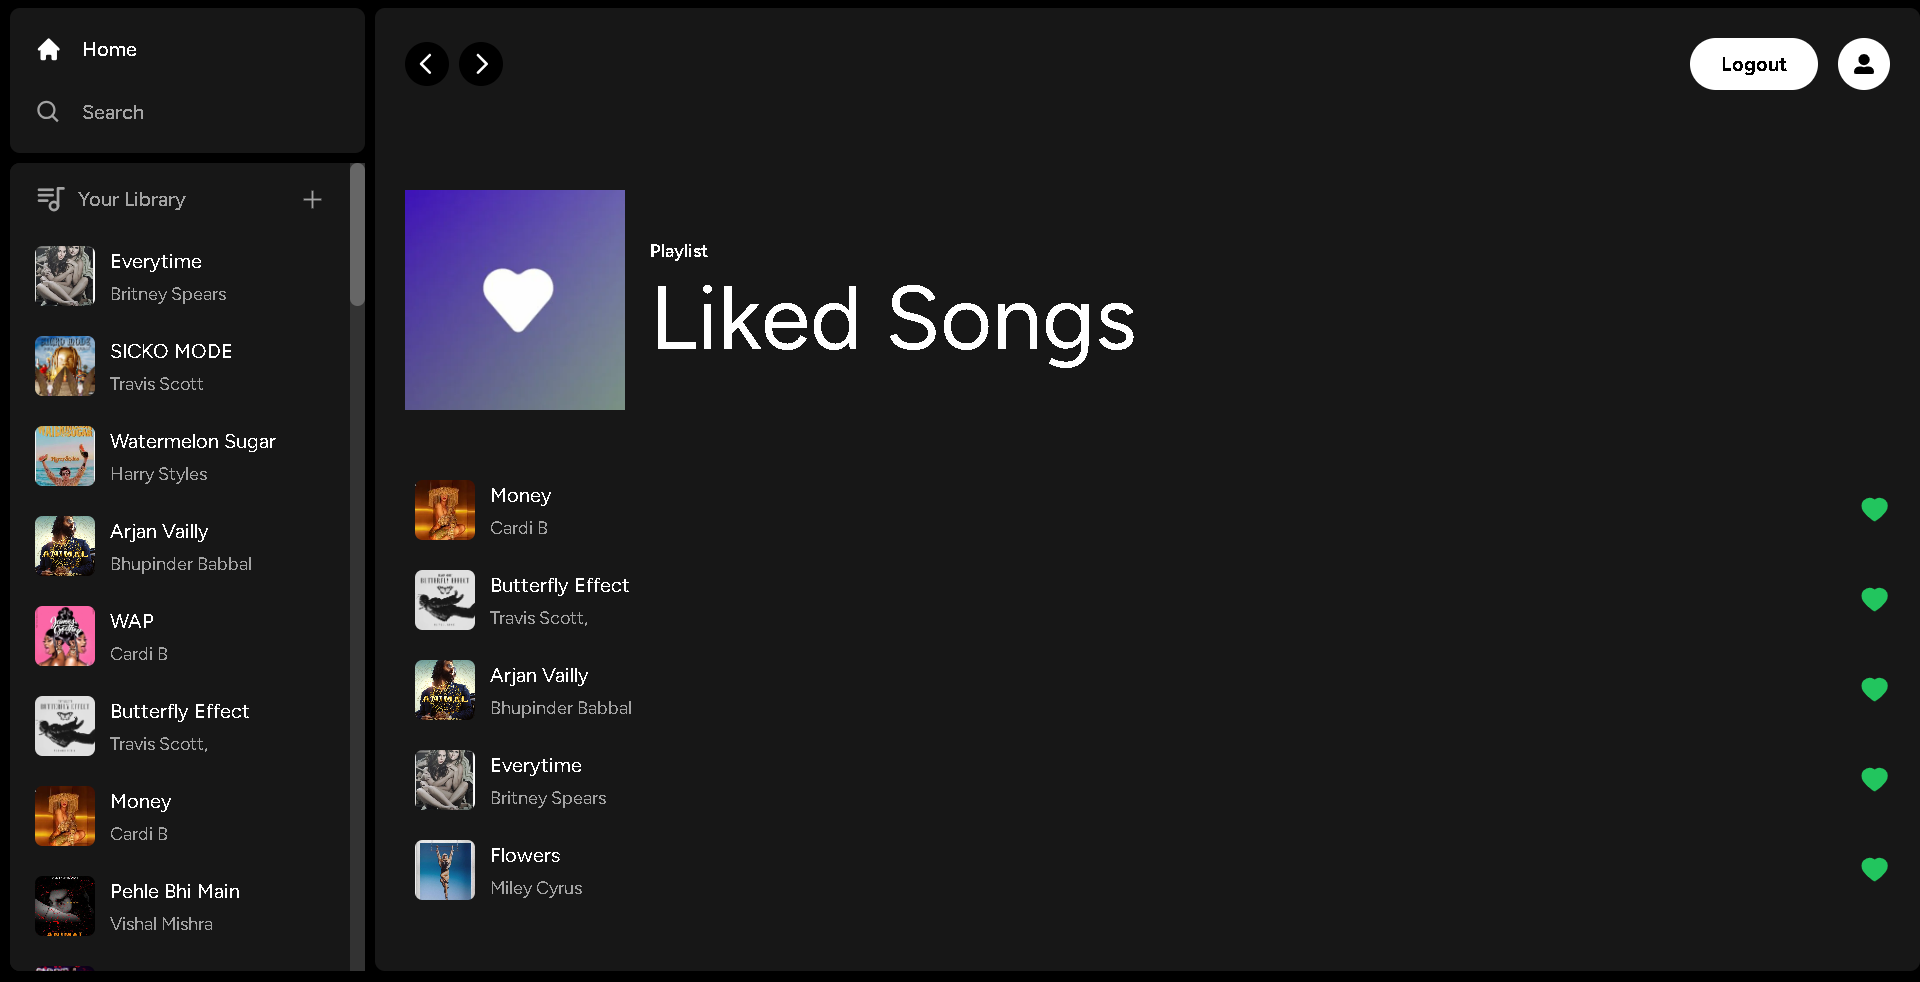 Home
Search
Your Library
Everytime
Britney Spears
SICKO MODE
Travis Scott
Watermelon Sugar
Harry Styles
Arjan Vailly
Bhupinder Babbal
WAP
Cardi B
Butterfly Effect
Travis Scott,
Money
Cardi B
Pehle Bhi Main
Vishal Mishra
Logout
Playlist
Liked Songs
Money
Cardi B
Butterfly Effect
Travis Scott,
Arjan Vailly
Bhupinder Babbal
Everytime
Britney Spears
Flowers
Miley Cyrus